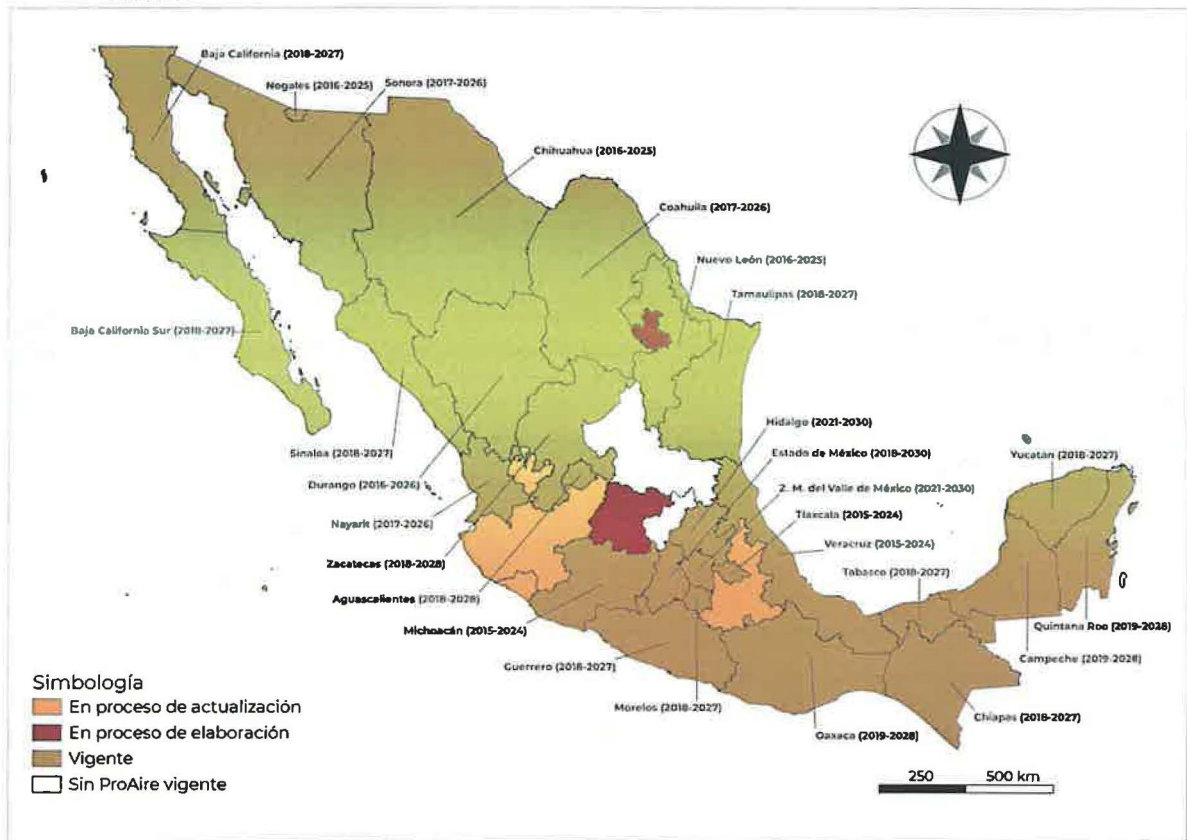 Baja California (2018-2027)
Nogales (2016-2025)
Sonora (2017-2026)
Chihuahua (2016-2025)
Coahuila (2017-2026)
Nuevo León (2016-2025)
Tamaulipas (2018-2027)
Baja California Sur (2018-2027)
Hidalgo (2021-2030)
Estado de México (2018-2030)
Sinaloa (2018-2027)
Yucatán (2018-2027)
Durango (2016-2026)
Z. M. del Valle de México (2021-2030)
Nayarit (2017-2026)
Tlaxcala (2015-2024)
Veracruz (2015-2024)
Zacatecas (2018-2028)
Tabasco (2018-2027)
Aguascalientes (2018-2028)
Michoacán (2015-2024)
Quintana Roo (2019-2028)
Guerrero (2018-2027)
Campeche (2019-2028)
Morelos (2018-2027)
Chiapas (2018-2027)
Oaxaca (2019-2028)
Simbología
En proceso de actualización
En proceso de elaboración
Vigente
Sin ProAire vigente
250 500 km